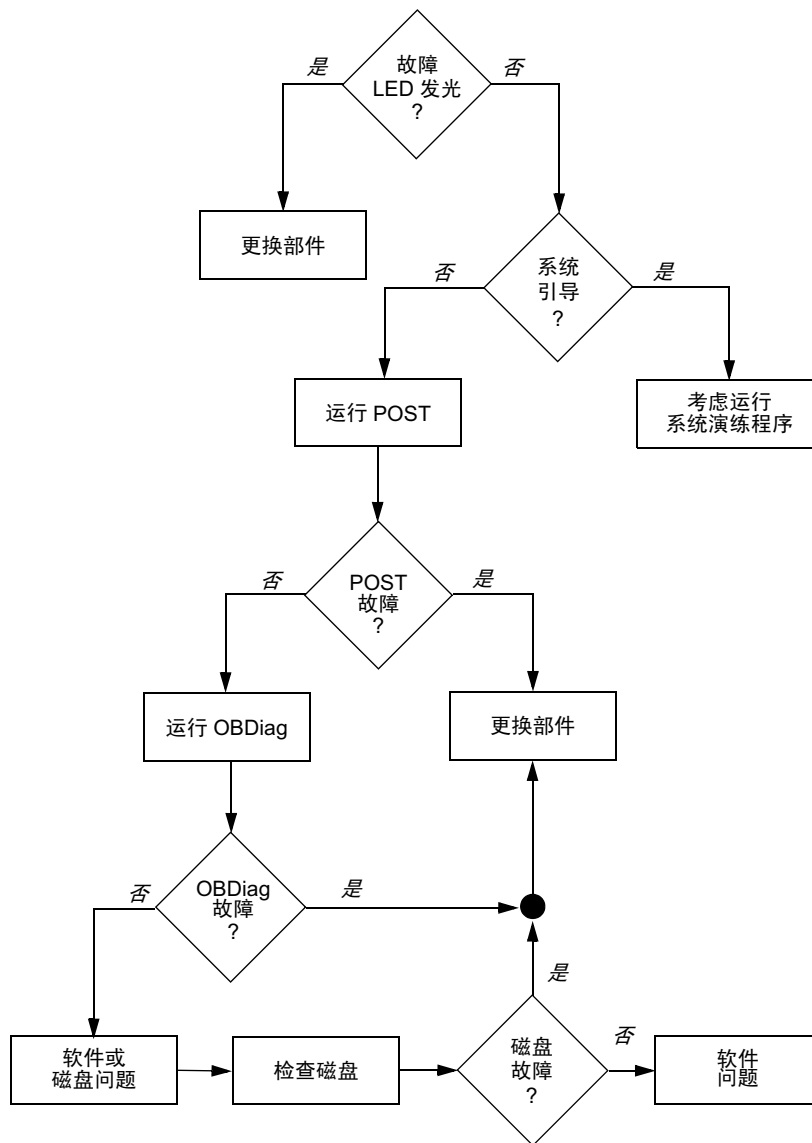 故障
LED 发光
?
是
否
更换部件
系统
引导
?
否
是
运行 POST
考虑运行
系统演练程序
POST
故障
?
否
是
运行 OBDiag
更换部件
OBDiag
故障
?
否
是
软件或
磁盘问题
检查磁盘
磁盘
故障
?
是
否
软件
问题